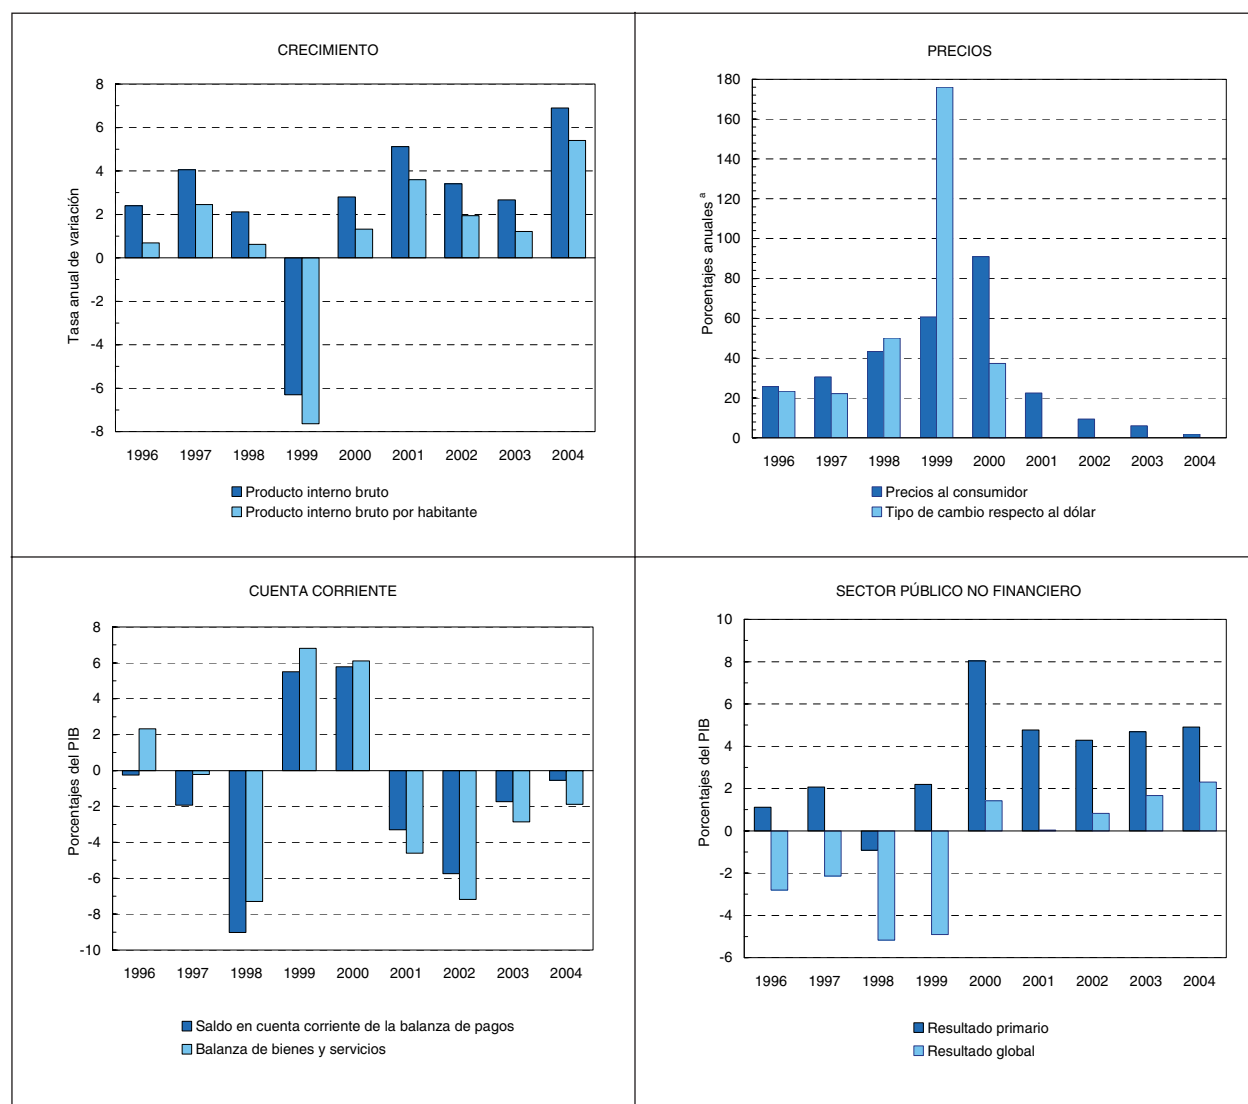 CRECIMIENTO
Tasa anual de variación
8
6
4
2
0
-2
-4
-6
-8
1996 1997 1998 1999 2000 2001 2002 2003 2004
Producto interno bruto
Producto interno bruto por habitante
PRECIOS
Porcentajes anuales a
180
160
140
120
100
80
60
40
20
0
1996 1997 1998 1999 2000 2001 2002 2003 2004
Precios al consumidor
Tipo de cambio respecto al dólar
CUENTA CORRIENTE
Porcentajes del PIB
8
6
4
2
0
-2
-4
-6
-8
-10
1996 1997 1998 1999 2000 2001 2002 2003 2004
Saldo en cuenta corriente de la balanza de pagos
Balanza de bienes y servicios
SECTOR PÚBLICO NO FINANCIERO
Porcentajes del PIB
10
8
6
4
2
0
-2
-4
-6
1996 1997 1998 1999 2000 2001 2002 2003 2004
Resultado primario
Resultado global